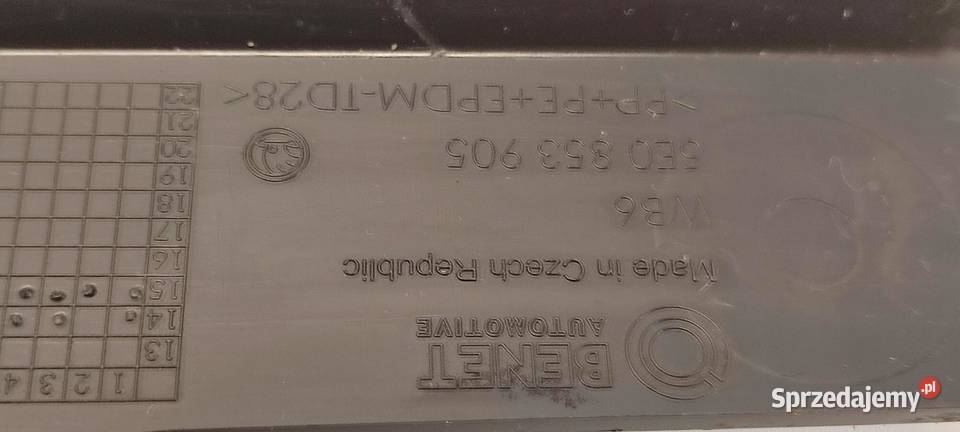 BENET
AUTOMOTIVE
Made in Czech Republic
WB6
5E0 853 905
>PP+PE+EPDM-TD28<
1 2 3 4
13
14
15
16
17
18
19
20
21
22
Sprzedajemy.pl